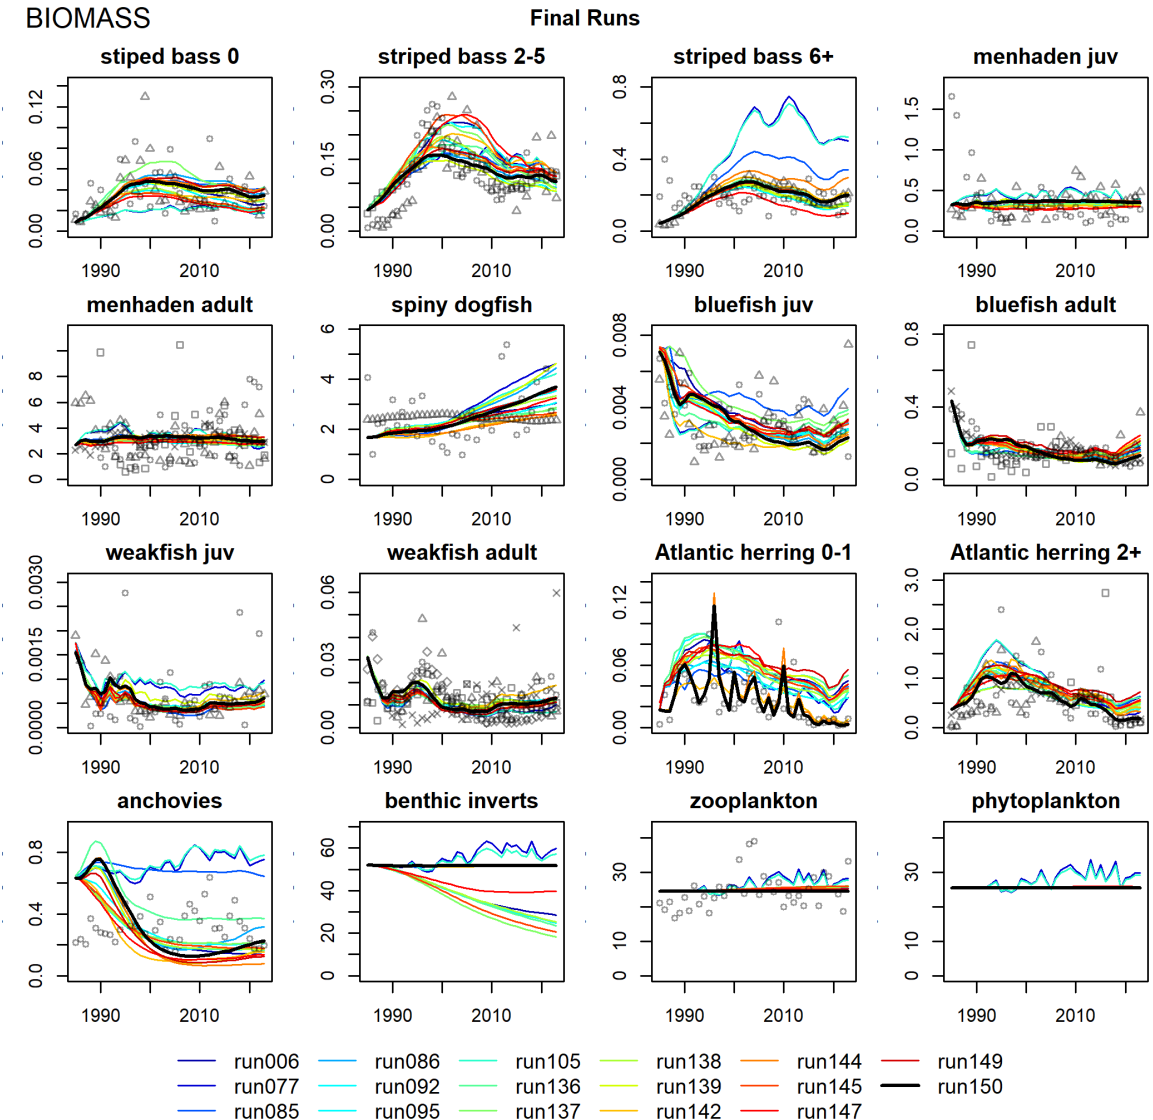 BIOMASS
Final Runs
stiped bass 0
striped bass 2-5
striped bass 6+
menhaden juv
0.00 0.06 0.12
0.00 0.15 0.30
0.0 0.4 0.8
0.0 0.5 1.0 1.5
1990 2010
1990 2010
1990 2010
1990 2010
menhaden adult
spiny dogfish
bluefish juv
bluefish adult
0 2 4 6 8
0 2 4 6
0.000 0.004 0.008
0.0 0.4 0.8
1990 2010
1990 2010
1990 2010
1990 2010
weakfish juv
weakfish adult
Atlantic herring 0-1
Atlantic herring 2+
0.0000 0.0015 0.0030
0.00 0.03 0.06
0.00 0.06 0.12
0.0 1.0 2.0 3.0
1990 2010
1990 2010
1990 2010
1990 2010
anchovies
benthic inverts
zooplankton
phytoplankton
0.0 0.4 0.8
0 20 40 60
0 10 30
0 10 30
1990 2010
1990 2010
1990 2010
1990 2010
run006 run086 run105 run138 run144 run149
run077 run092 run136 run139 run145 run150
run085 run095 run137 run142 run147